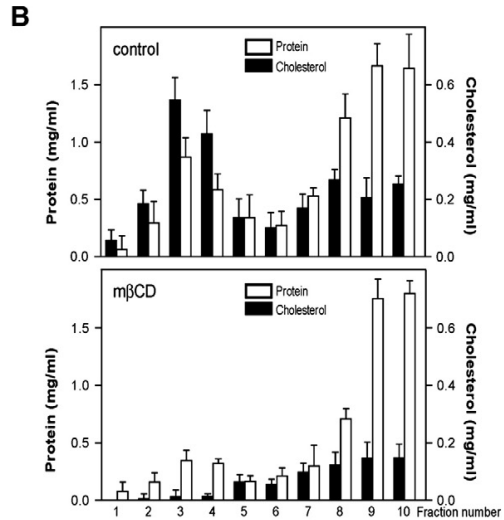 B
control
Protein
Cholesterol
Protein (mg/ml)
Cholesterol (mg/ml)
1.5
1.0
0.5
0.0
0.6
0.4
0.2
0.0
mβCD
Protein
Cholesterol
Protein (mg/ml)
Cholesterol (mg/ml)
1.5
1.0
0.5
0.0
0.6
0.4
0.2
0.0
1 2 3 4 5 6 7 8 9 10 Fraction number